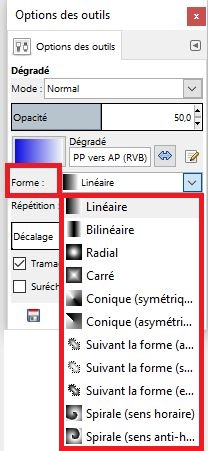 Options des outils
Options des outils
Dégradé
Mode : Normal
Opacité 50,0
Dégradé
PP vers AP (RVB)
Forme : Linéaire
Répétition :
Linéaire
Bilinéaire
Décalage
Radial
Carré
Trama
Conique (symétriq...
Suréch
Conique (asymétri...
Suivant la forme (a...
Suivant la forme (s...
Suivant la forme (e...
Spirale (sens horaire)
Spirale (sens anti-h...